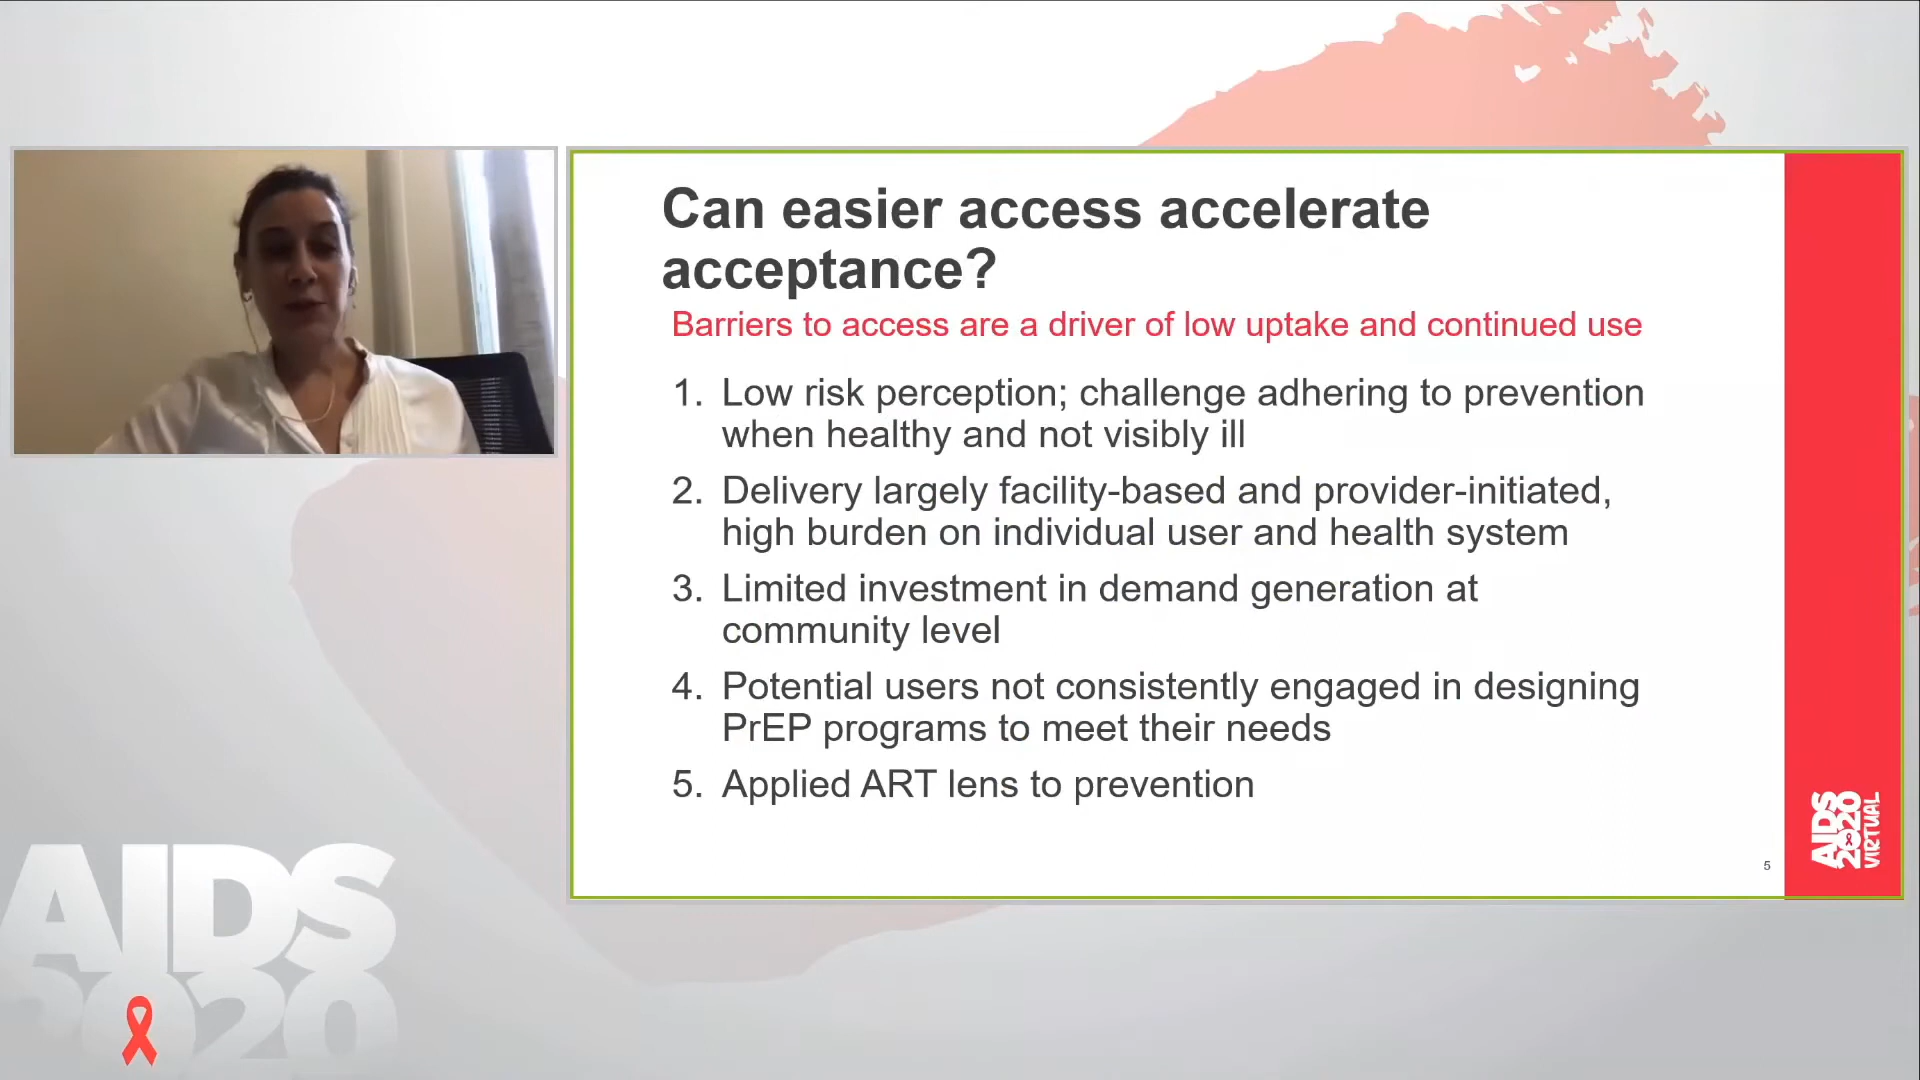 Can easier access accelerate
acceptance?
Barriers to access are a driver of low uptake and continued use
1. Low risk perception; challenge adhering to prevention
when healthy and not visibly ill
2. Delivery largely facility-based and provider-initiated,
high burden on individual user and health system
3. Limited investment in demand generation at
community level
4. Potential users not consistently engaged in designing
PrEP programs to meet their needs
5. Applied ART lens to prevention
5
AIDS
2020
VIRTUAL
AIDS
2020